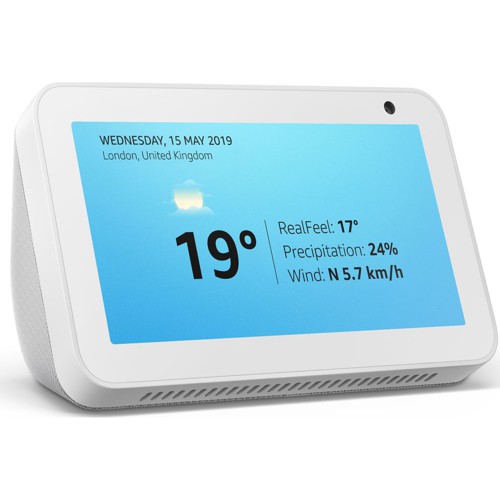 WEDNESDAY, 15 MAY 2019
London, United Kingdom
19°
RealFeel: 17°
Precipitation: 24%
Wind: N 5.7 km/h